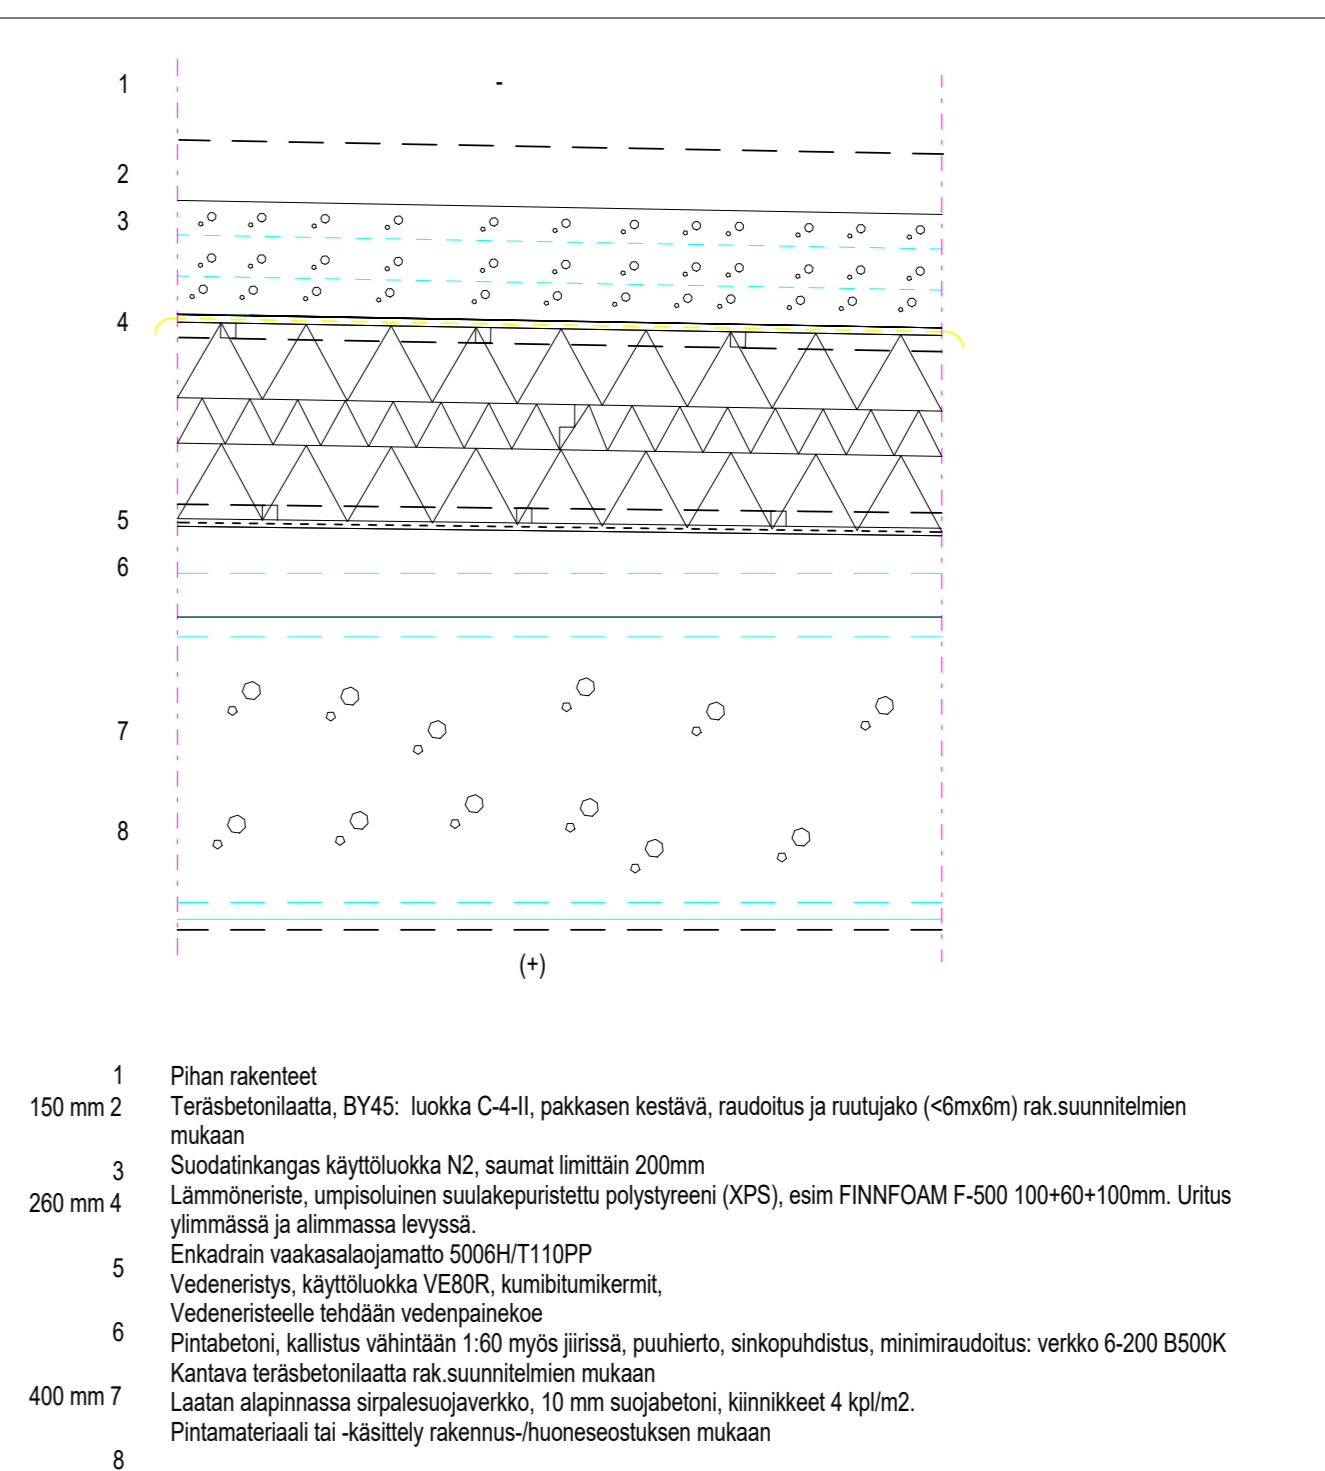 1
-
2
3
4
5
6
7
8
(+)
1 Pihan rakenteet
150 mm 2 Teräsbetonilaatta, BY45: luokka C-4-II, pakkasen kestävä, raudoitus ja ruutujako (<6mx6m) rak.suunnitelmien
mukaan
3 Suodatinkangas käyttöluokka N2, saumat limittäin 200mm
260 mm 4 Lämmöneriste, umpisoluinen suulakepuristettu polystyreeni (XPS), esim FINNFOAM F-500 100+60+100mm. Uritus
ylimmässä ja alimmassa levyssä.
5 Enkadrain vaakasalaojamatto 5006H/T110PP
Vedeneristys, käyttöluokka VE80R, kumibitumikermit,
Vedeneristeelle tehdään vedenpainekoe
6 Pintabetoni, kallistus vähintään 1:60 myös jiirissä, puuhierto, sinkopuhdistus, minimiraudoitus: verkko 6-200 B500K
Kantava teräsbetonilaatta rak.suunnitelmien mukaan
400 mm 7 Laatan alapinnassa sirpalesuojaverkko, 10 mm suojabetoni, kiinnikkeet 4 kpl/m2.
Pintamateriaali tai -käsittely rakennus-/huoneseostuksen mukaan
8